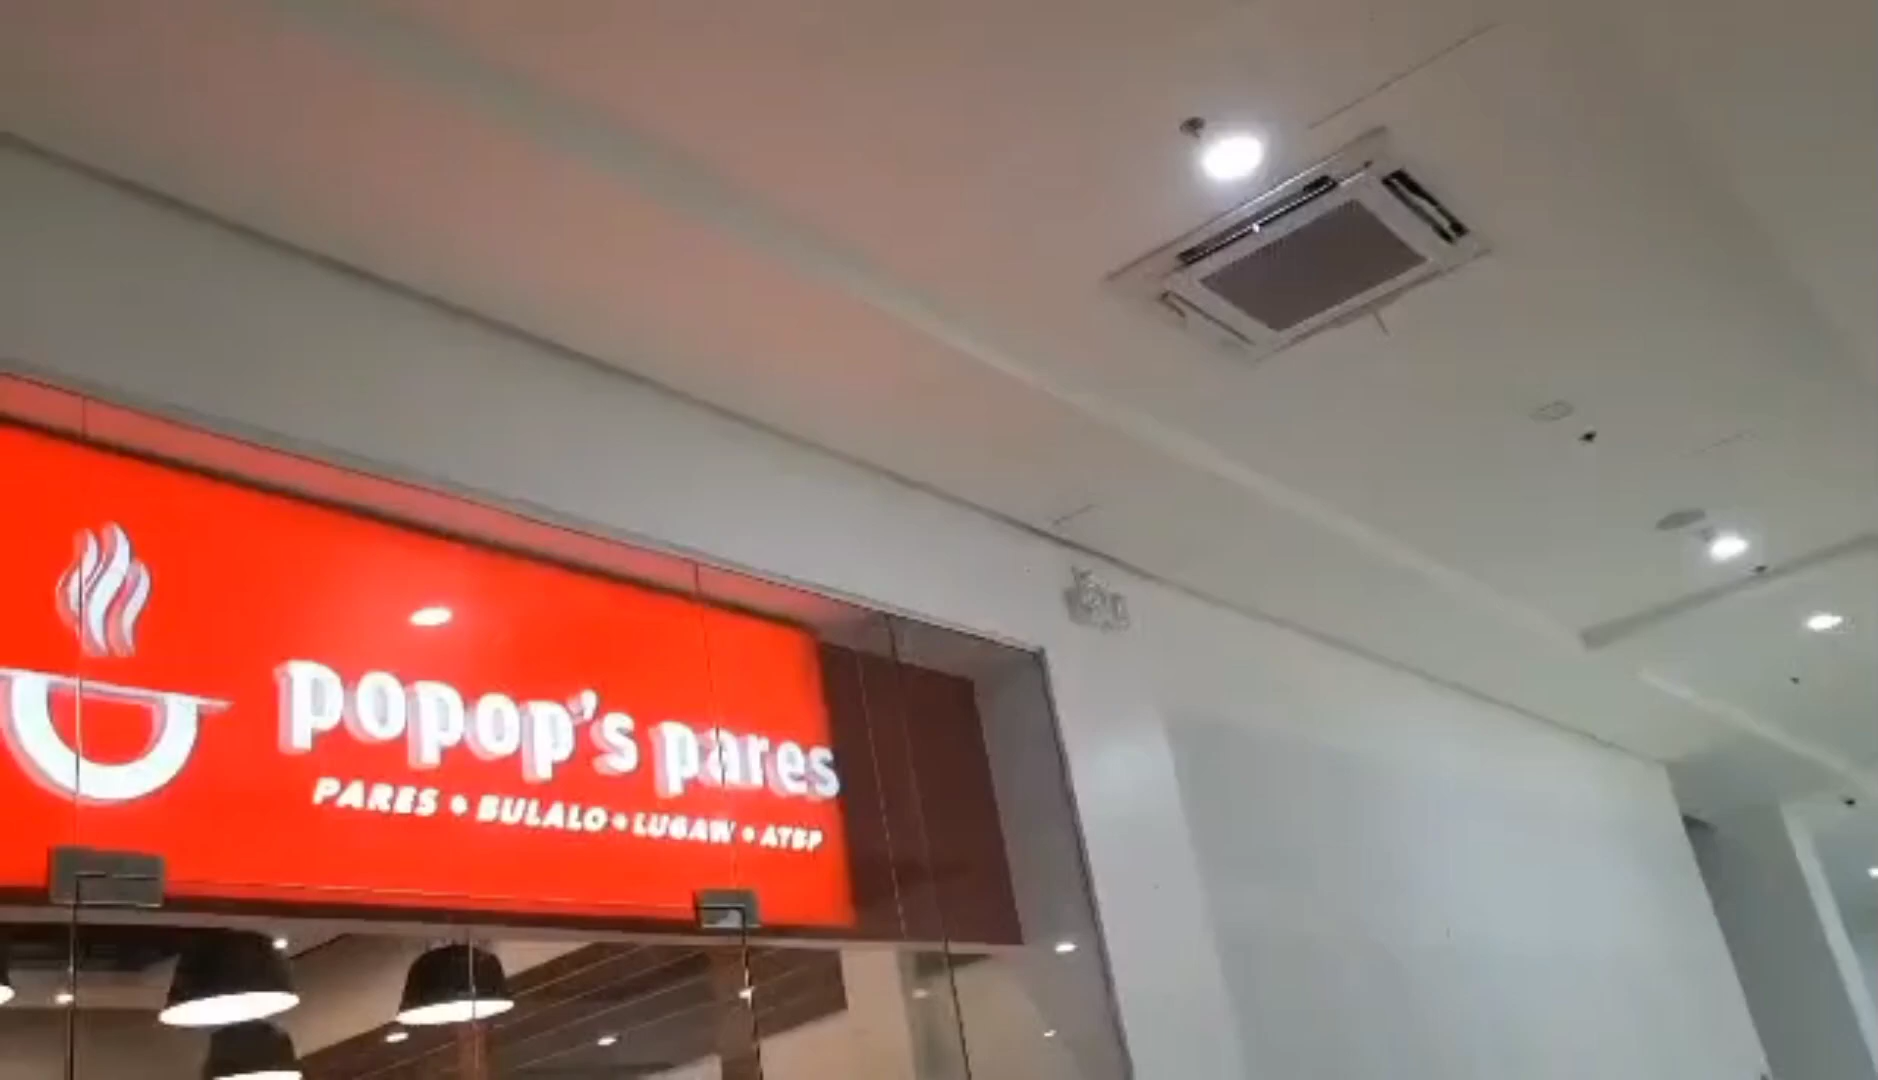 popop's pares
PARES • BULALO • LUGAW • ATBP